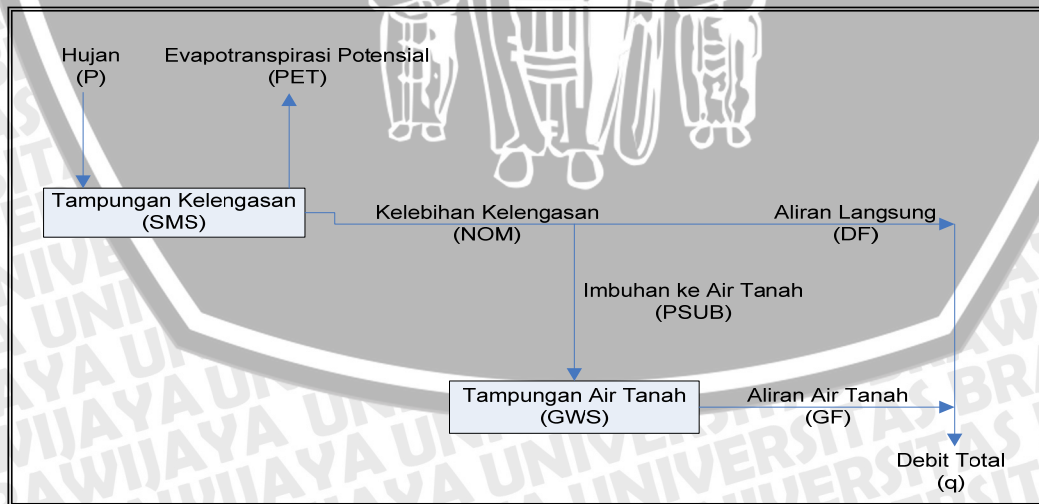 Hujan
(P)
Evapotranspirasi Potensial
(PET)
Tampungan Kelengasan
(SMS)
Kelebihan Kelengasan
(NOM)
Aliran Langsung
(DF)
Imbuhan ke Air Tanah
(PSUB)
Tampungan Air Tanah
(GWS)
Aliran Air Tanah
(GF)
Debit Total
(q)